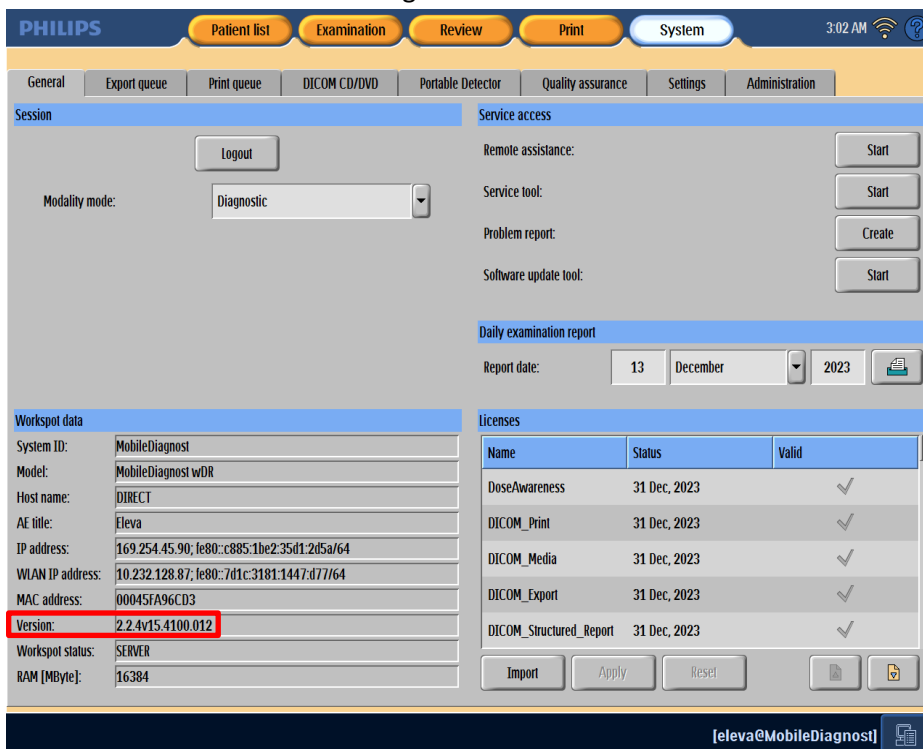 PHILIPS Patient list Examination Review Print System 3:02 AM ?
General Export queue Print queue DICOM CD/DVD Portable Detector Quality assurance Settings Administration
Session
Logout
Modality mode: Diagnostic
Service access
Remote assistance: Start
Service tool: Start
Problem report: Create
Software update tool: Start
Daily examination report
Report date: 13 December 2023
Workspot data
System ID: MobileDiagnost
Model: MobileDiagnost wDR
Host name: DIRECT
AE title: Eleva
IP address: 169.254.45.90; fe80::c885:1be2:35d1:2d5a/64
WLAN IP address: 10.232.128.87; fe80::7d1c:3181:1447:d77/64
MAC address: 00045FA96CD3
Version: 2.2.4v15.4100.012
Workspot status: SERVER
RAM [MByte]: 16384
Licenses
Name Status Valid
DoseAwareness 31 Dec, 2023
DICOM_Print 31 Dec, 2023
DICOM_Media 31 Dec, 2023
DICOM_Export 31 Dec, 2023
DICOM_Structured_Report 31 Dec, 2023
Import Apply Reset
[eleva@MobileDiagnost]